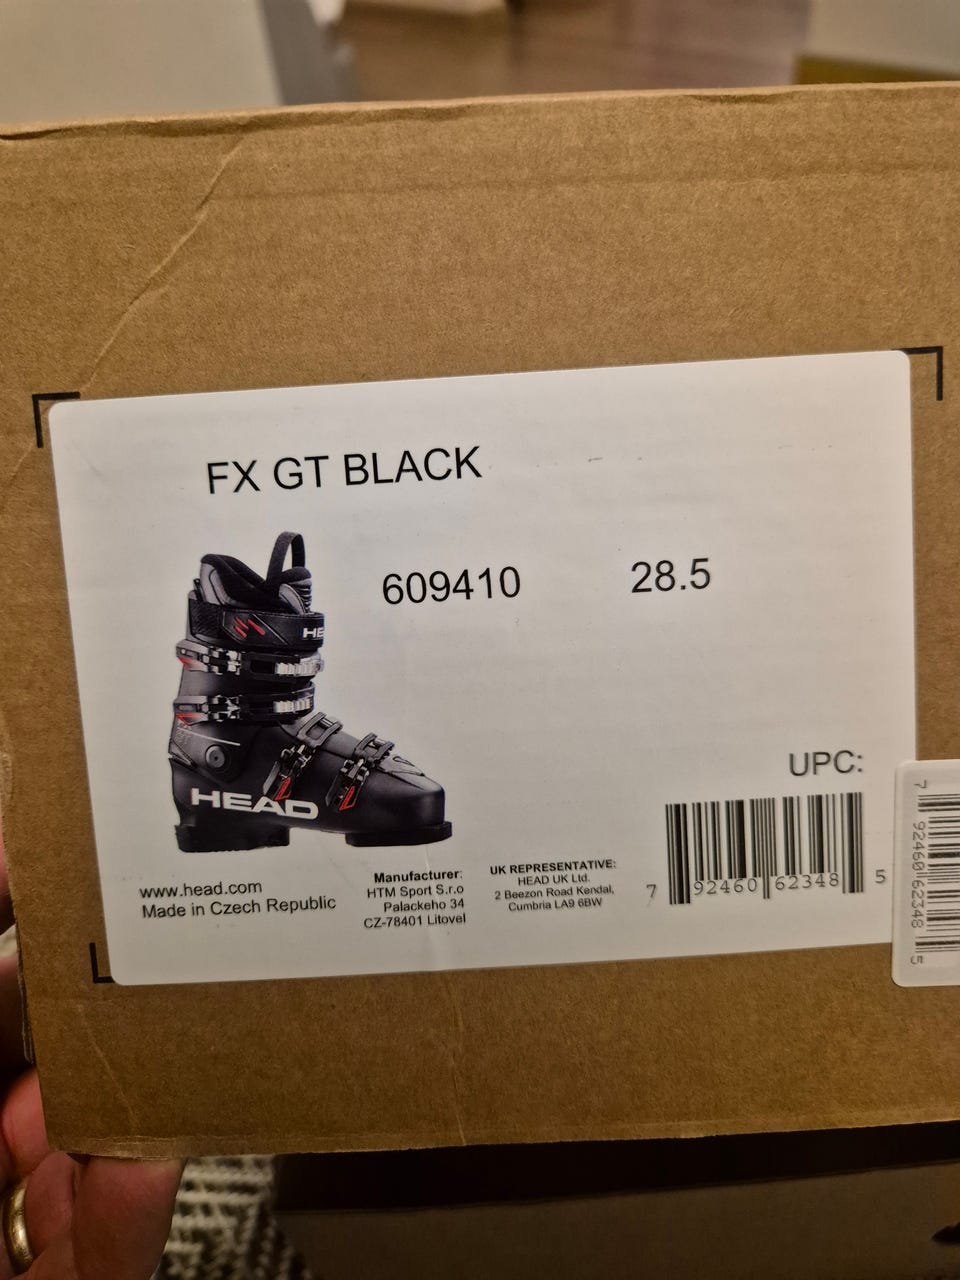 FX GT BLACK
609410 28.5
HE
HEAD
UPC:
7 92460 62348 5
www.head.com
Made in Czech Republic
Manufacturer:
HTM Sport S.r.o
Palackeho 34
CZ-78401 Litovel
UK REPRESENTATIVE:
HEAD UK Ltd.
2 Beezon Road Kendal,
Cumbria LA9 6BW
7 92460 62348 5